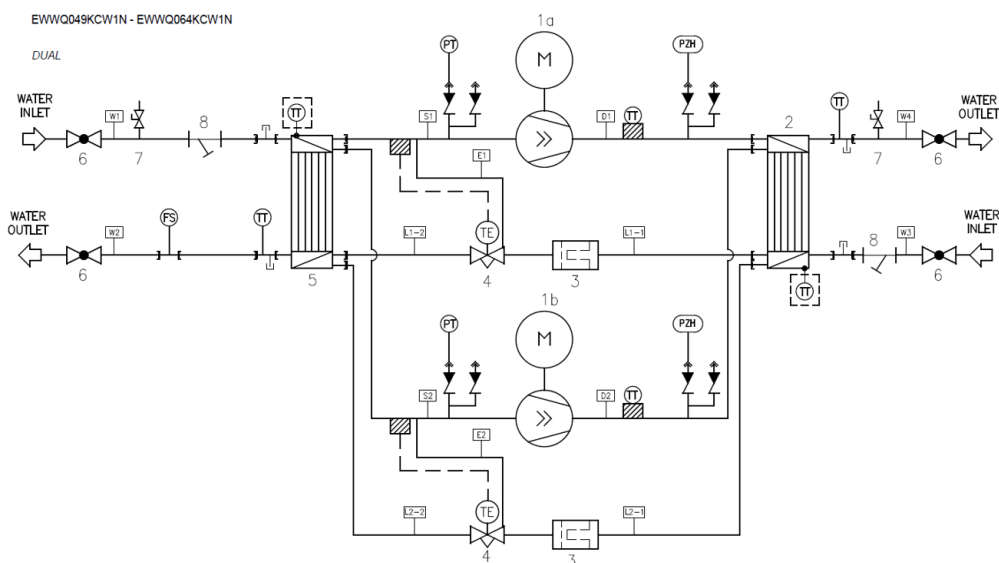 EWWQ049KCW1N - EWWQ064KCW1N
DUAL
1a
PT
M
PZH
WATER
INLET
W1
8
TT
S1
D1
TT
2
TT
W4
WATER
OUTLET
6
7
E1
7
6
WATER
OUTLET
W2
FS
TT
L1-2
TE
L1-1
8
W3
WATER
INLET
6
5
4
3
6
TT
1b
PT
M
PZH
S2
D2
TT
E2
L2-2
TE
L2-1
4
3